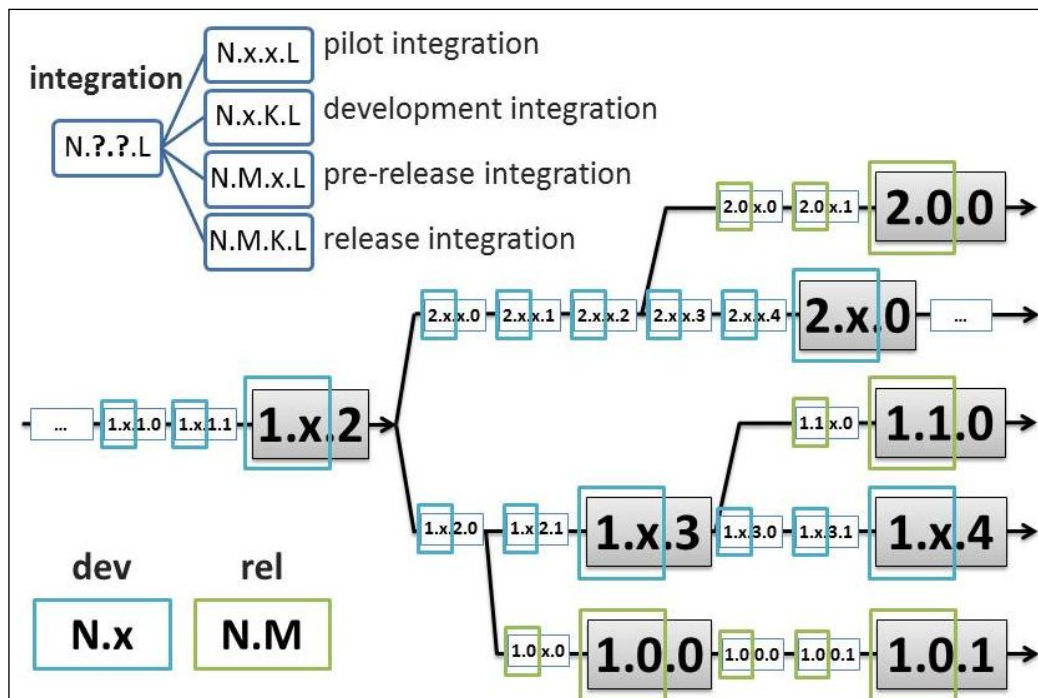 integration
N.?.?.L
N.x.x.L pilot integration
N.x.K.L development integration
N.M.x.L pre-release integration
N.M.K.L release integration
2.0.x.0 2.0.x.1 2.0.0
2.x.x.0 2.x.x.1 2.x.x.2 2.x.x.3 2.x.x.4 2.x.0 ...
... 1.x.1.0 1.x.1.1 1.x.2
1.1.x.0 1.1.0
1.x.2.0 1.x.2.1 1.x.3 1.x.3.0 1.x.3.1 1.x.4
1.0.x.0 1.0.0 1.0.0.0 1.0.0.1 1.0.1
dev rel
N.x N.M